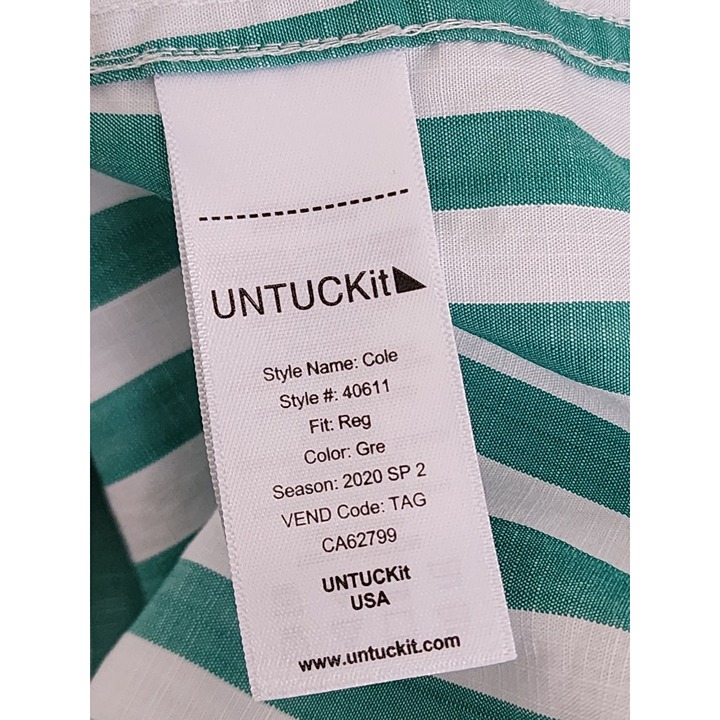 UNTUCKit
Style Name: Cole
Style #: 40611
Fit: Reg
Color: Gre
Season: 2020 SP 2
VEND Code: TAG
CA62799
UNTUCKit
USA
www.untuckit.com